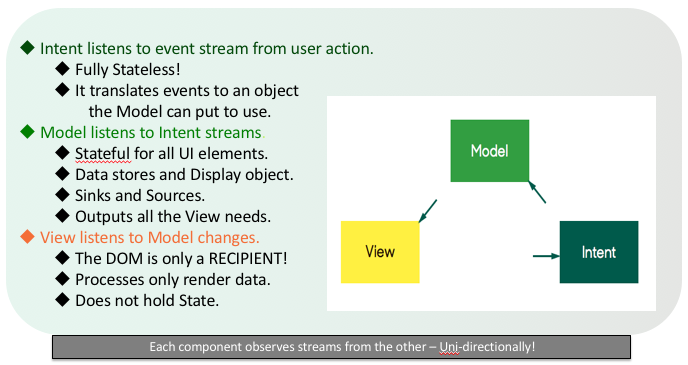 Intent listens to event stream from user action.
Fully Stateless!
It translates events to an object
the Model can put to use.
Model listens to Intent streams
Stateful for all UI elements.
Data stores and Display object.
Sinks and Sources.
Outputs all the View needs.
View listens to Model changes.
The DOM is only a RECIPIENT!
Processes only render data.
Does not hold State.
Model
View
Intent
Each component observes streams from the other – Uni-directionally!